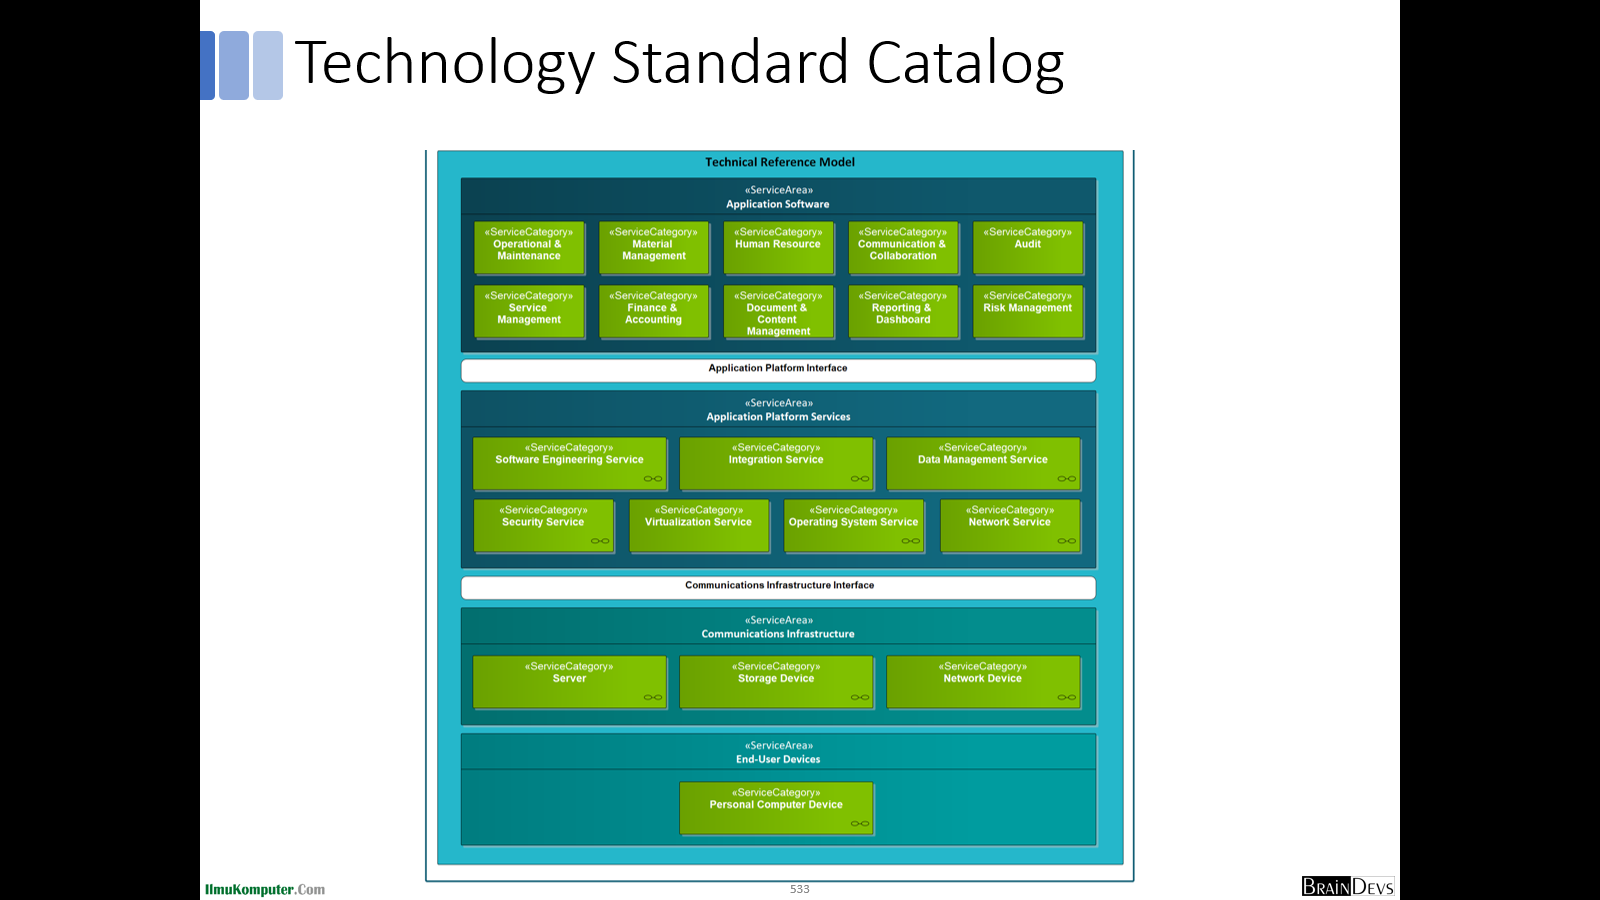 Technology Standard Catalog
Technical Reference Model
«ServiceArea»
Application Software
«ServiceCategory»
Operational &
Maintenance
«ServiceCategory»
Material
Management
«ServiceCategory»
Human Resource
«ServiceCategory»
Communication &
Collaboration
«ServiceCategory»
Audit
«ServiceCategory»
Service
Management
«ServiceCategory»
Finance &
Accounting
«ServiceCategory»
Document &
Content
Management
«ServiceCategory»
Reporting &
Dashboard
«ServiceCategory»
Risk Management
Application Platform Interface
«ServiceArea»
Application Platform Services
«ServiceCategory»
Software Engineering Service
«ServiceCategory»
Integration Service
«ServiceCategory»
Data Management Service
«ServiceCategory»
Security Service
«ServiceCategory»
Virtualization Service
«ServiceCategory»
Operating System Service
«ServiceCategory»
Network Service
Communications Infrastructure Interface
«ServiceArea»
Communications Infrastructure
«ServiceCategory»
Server
«ServiceCategory»
Storage Device
«ServiceCategory»
Network Device
«ServiceArea»
End-User Devices
«ServiceCategory»
Personal Computer Device
IlmuKomputer.Com
533
BRAINDEVS